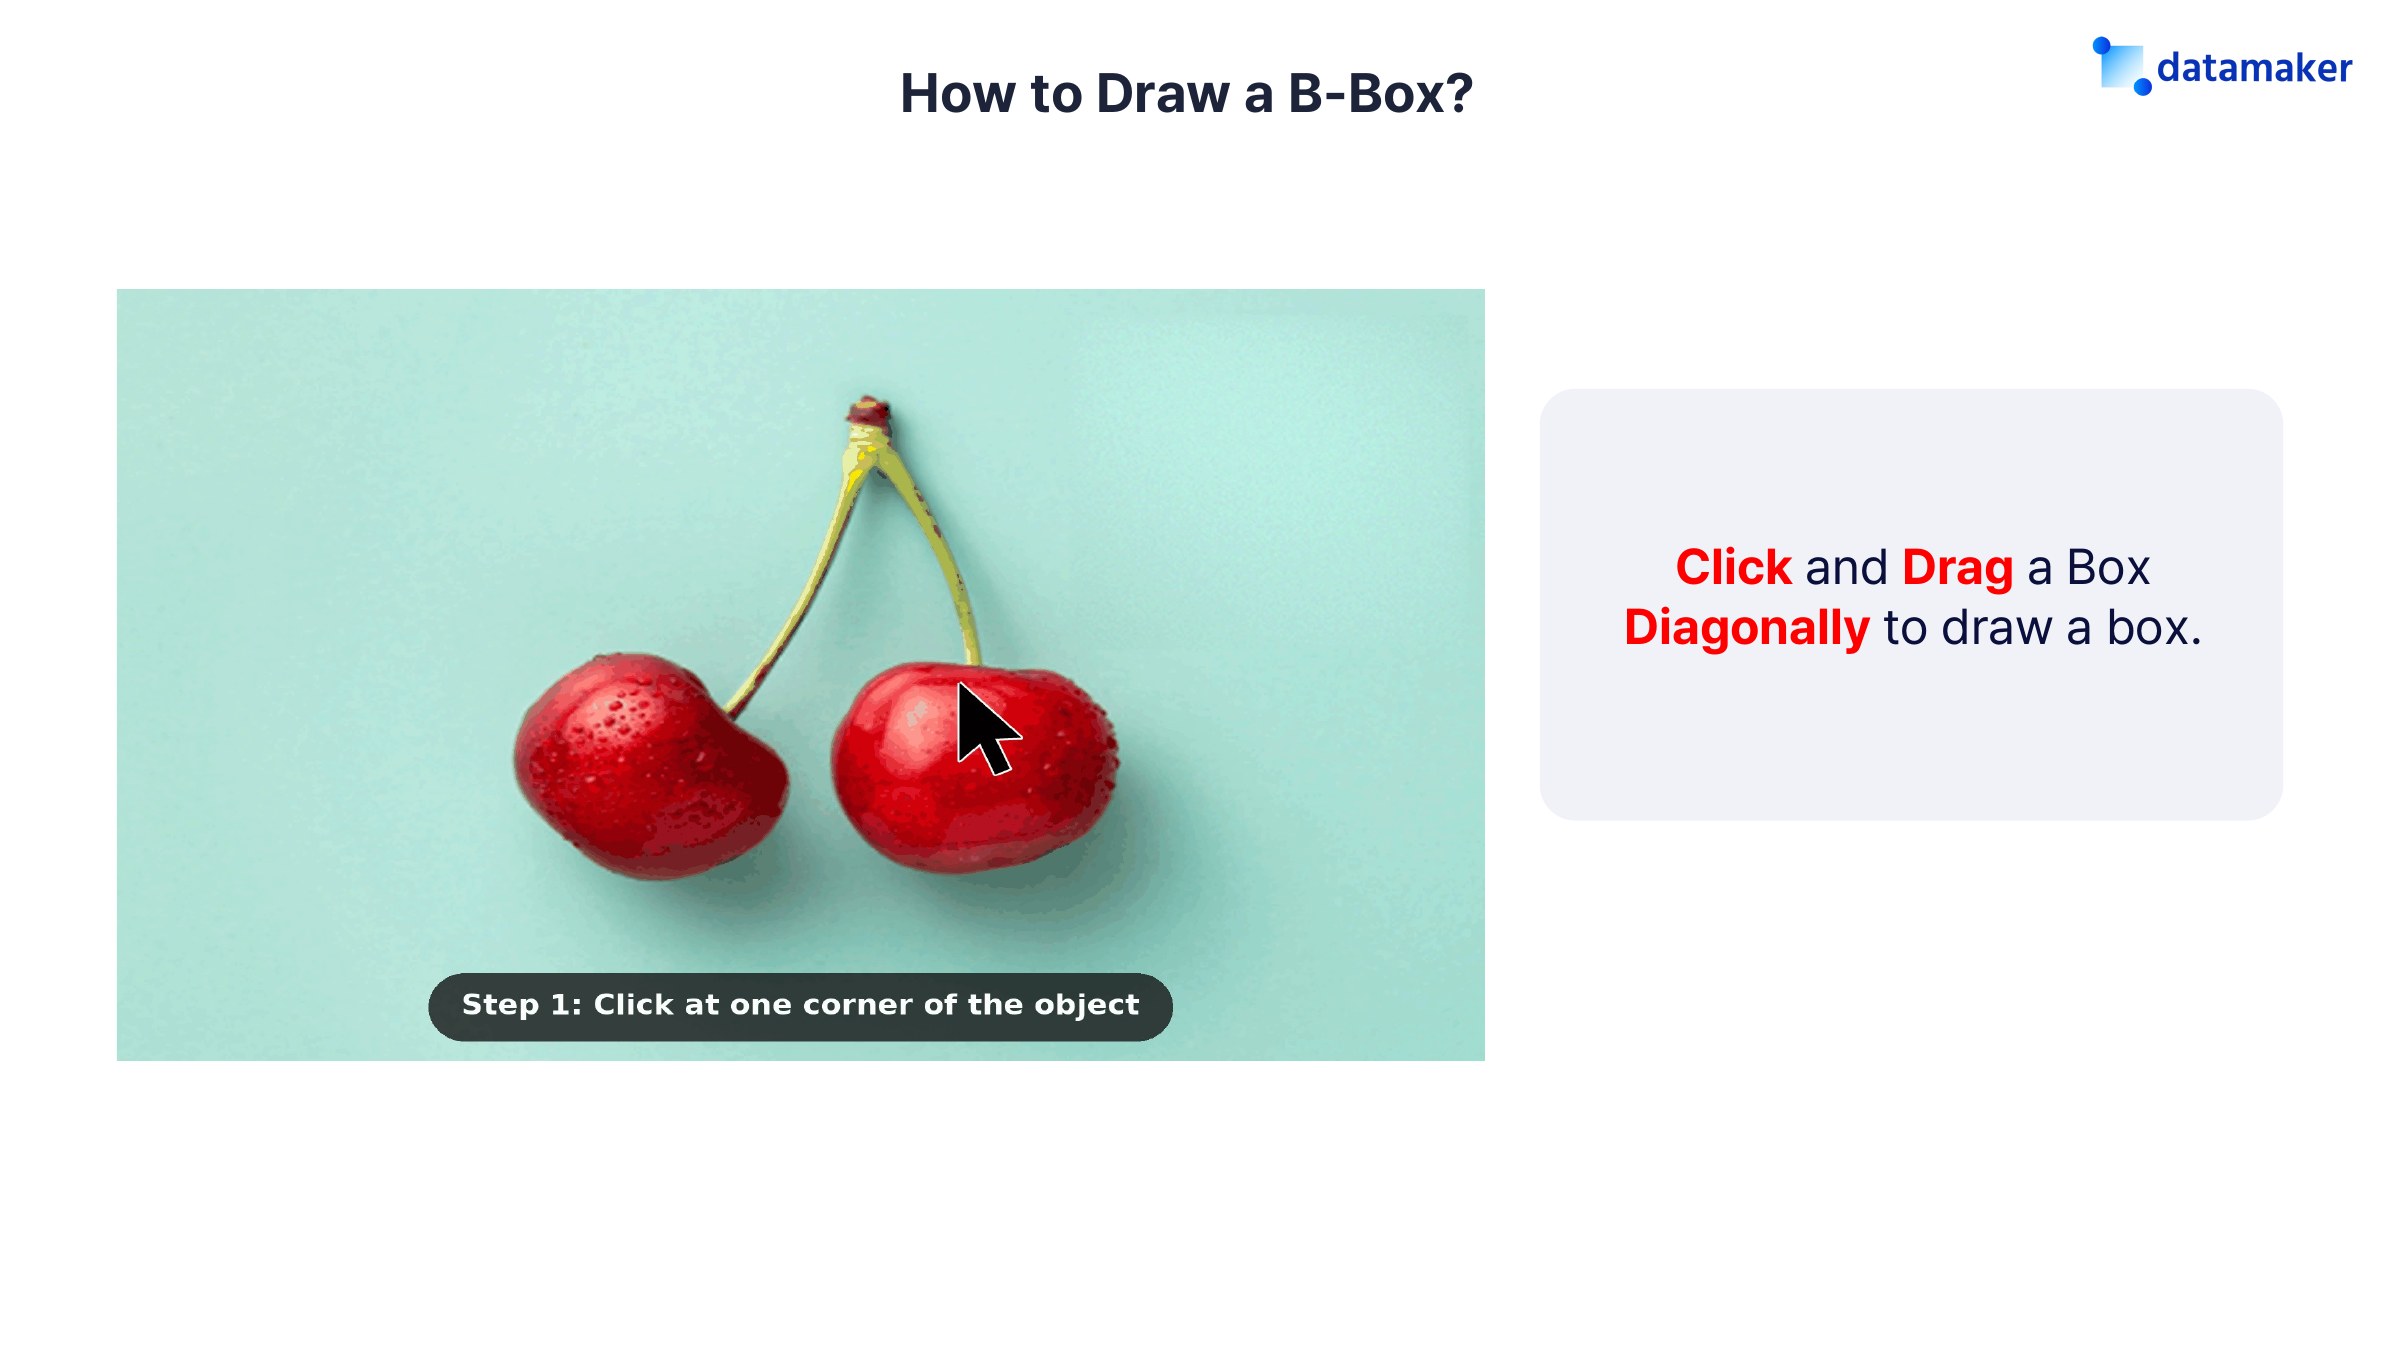 How to Draw a B-Box?
datamaker
Click and Drag a Box
Diagonally to draw a box.
Step 1: Click at one corner of the object